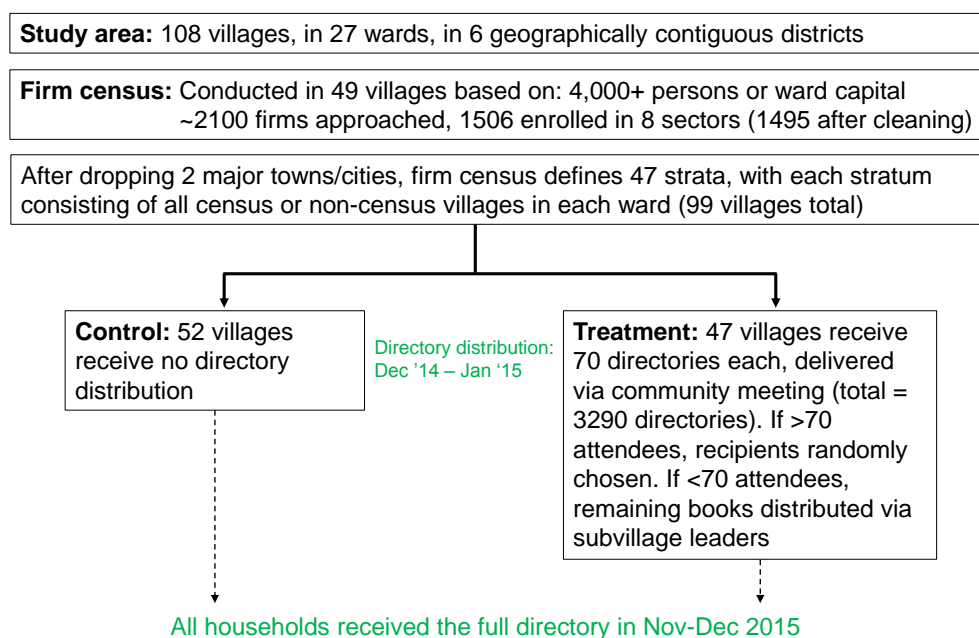 Study area: 108 villages, in 27 wards, in 6 geographically contiguous districts
Firm census: Conducted in 49 villages based on: 4,000+ persons or ward capital
~2100 firms approached, 1506 enrolled in 8 sectors (1495 after cleaning)
After dropping 2 major towns/cities, firm census defines 47 strata, with each stratum
consisting of all census or non-census villages in each ward (99 villages total)
Control: 52 villages
receive no directory
distribution
Directory distribution:
Dec ’14 – Jan ‘15
Treatment: 47 villages receive
70 directories each, delivered
via community meeting (total =
3290 directories). If >70
attendees, recipients randomly
chosen. If <70 attendees,
remaining books distributed via
subvillage leaders
All households received the full directory in Nov-Dec 2015